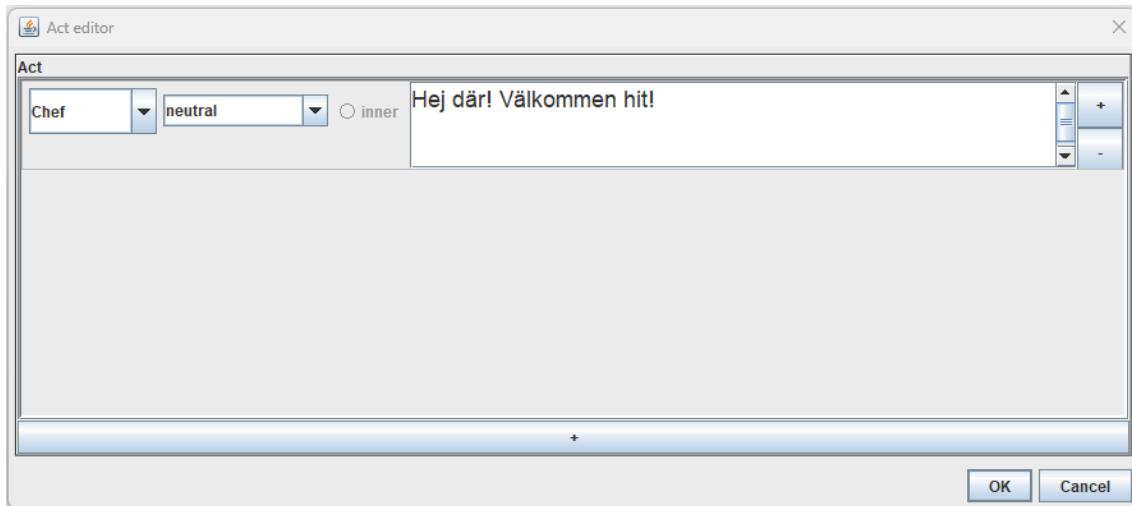 Act editor
Act
Chef
neutral
inner
Hej där! Välkommen hit!
+
-
+
OK
Cancel